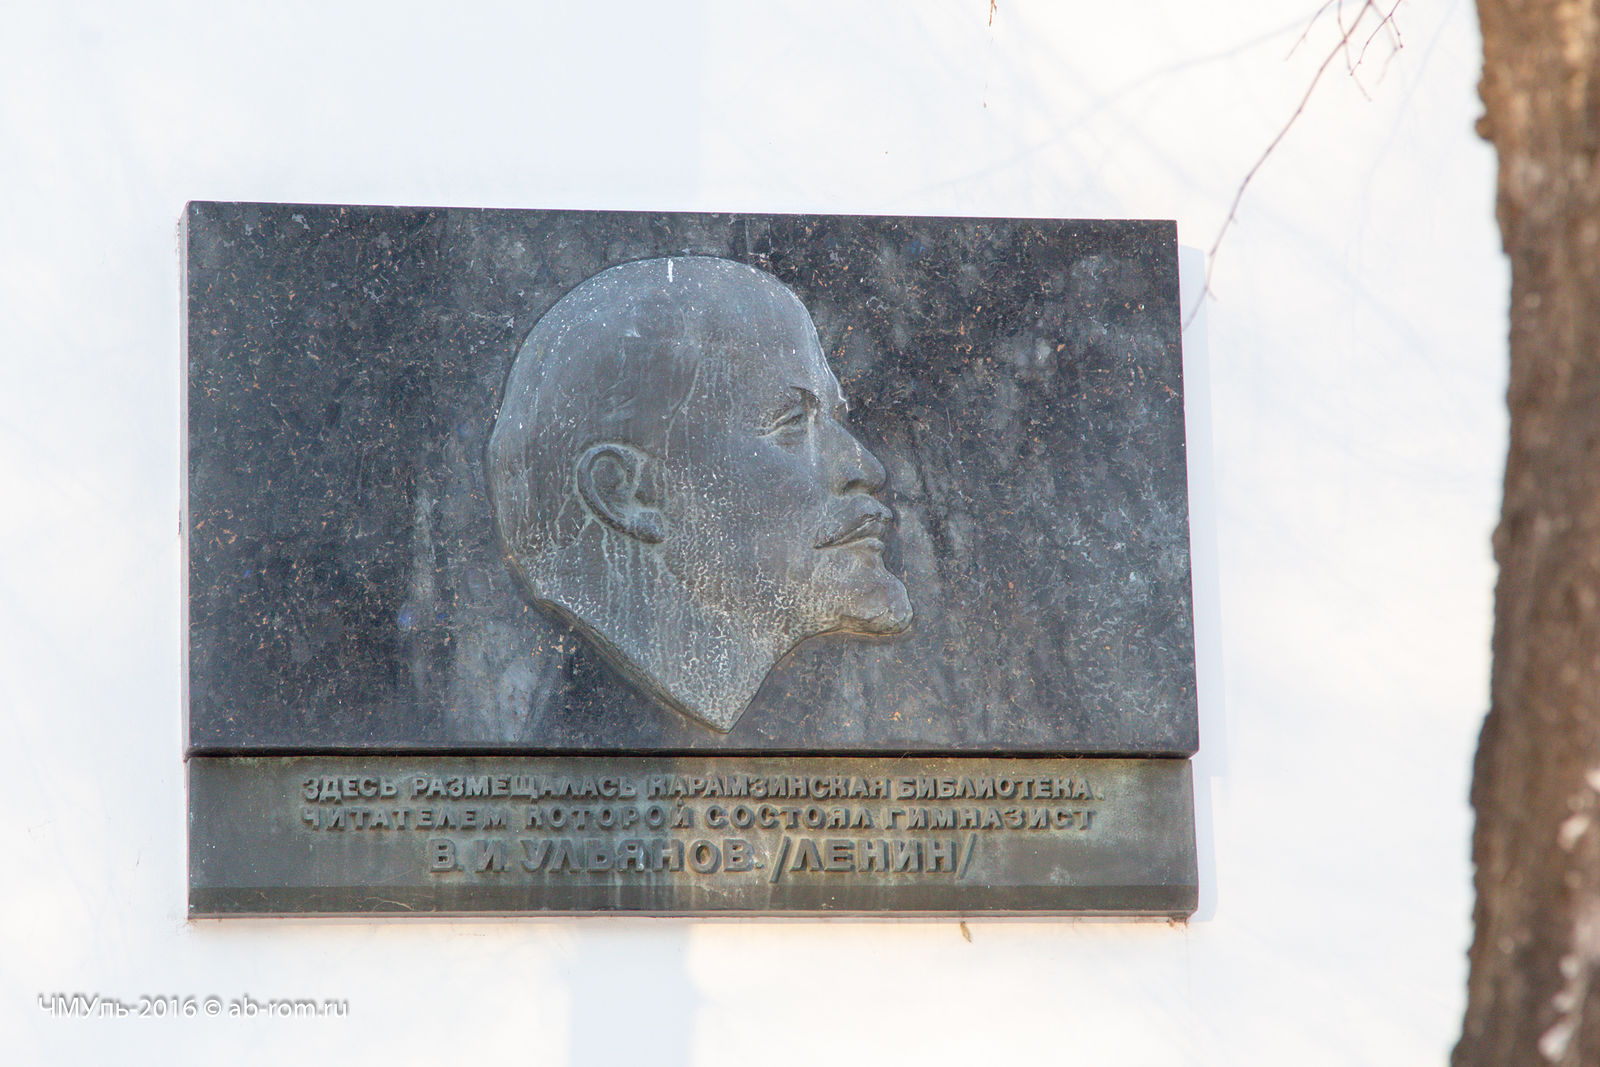 ЗДЕСЬ РАЗМЕЩАЛАСЬ КАРАМЗИНСКАЯ БИБЛИОТЕКА,
ЧИТАТЕЛЕМ КОТОРОЙ СОСТОЯЛ ГИМНАЗИСТ
В. И. УЛЬЯНОВ. /ЛЕНИН/
ЧМУль-2016 © ab-rom.ru